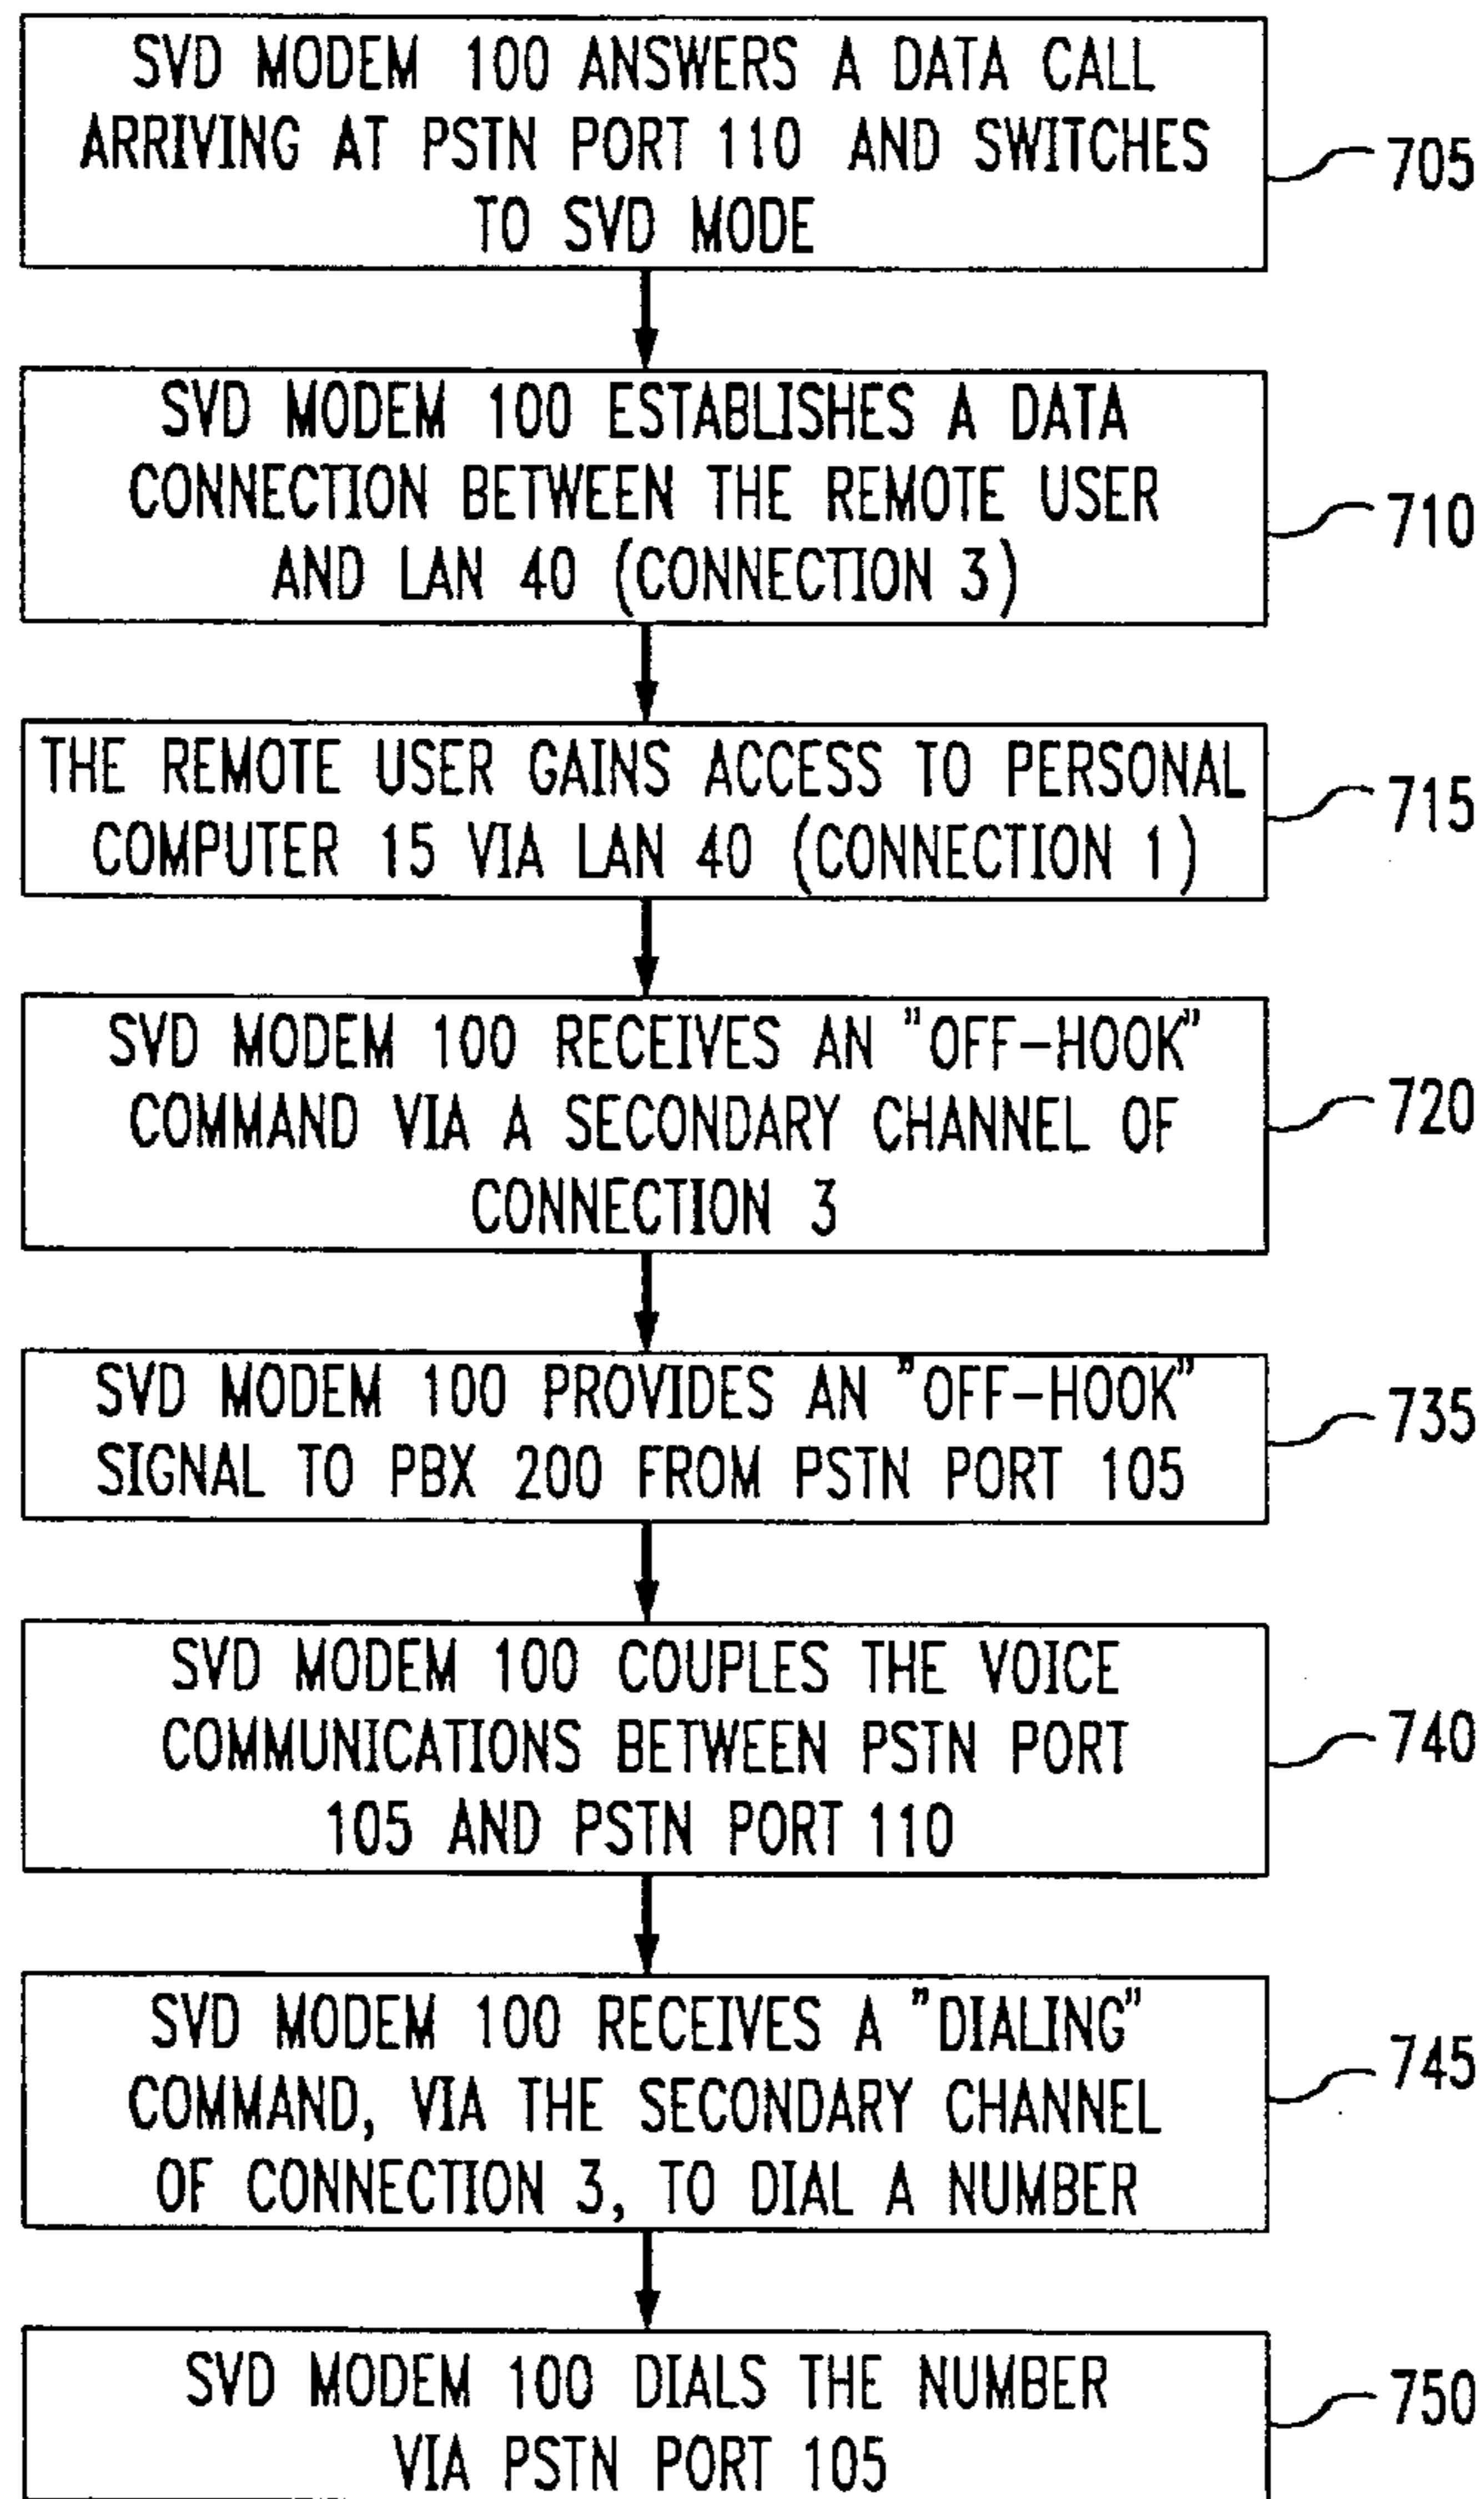 SVD MODEM 100 ANSWERS A DATA CALL
ARRIVING AT PSTN PORT 110 AND SWITCHES
TO SVD MODE
705
SVD MODEM 100 ESTABLISHES A DATA
CONNECTION BETWEEN THE REMOTE USER
AND LAN 40 (CONNECTION 3)
710
THE REMOTE USER GAINS ACCESS TO PERSONAL
COMPUTER 15 VIA LAN 40 (CONNECTION 1)
715
SVD MODEM 100 RECEIVES AN "OFF-HOOK"
COMMAND VIA A SECONDARY CHANNEL OF
CONNECTION 3
720
SVD MODEM 100 PROVIDES AN "OFF-HOOK"
SIGNAL TO PBX 200 FROM PSTN PORT 105
735
SVD MODEM 100 COUPLES THE VOICE
COMMUNICATIONS BETWEEN PSTN PORT
105 AND PSTN PORT 110
740
SVD MODEM 100 RECEIVES A "DIALING"
COMMAND, VIA THE SECONDARY CHANNEL
OF CONNECTION 3, TO DIAL A NUMBER
745
SVD MODEM 100 DIALS THE NUMBER
VIA PSTN PORT 105
750